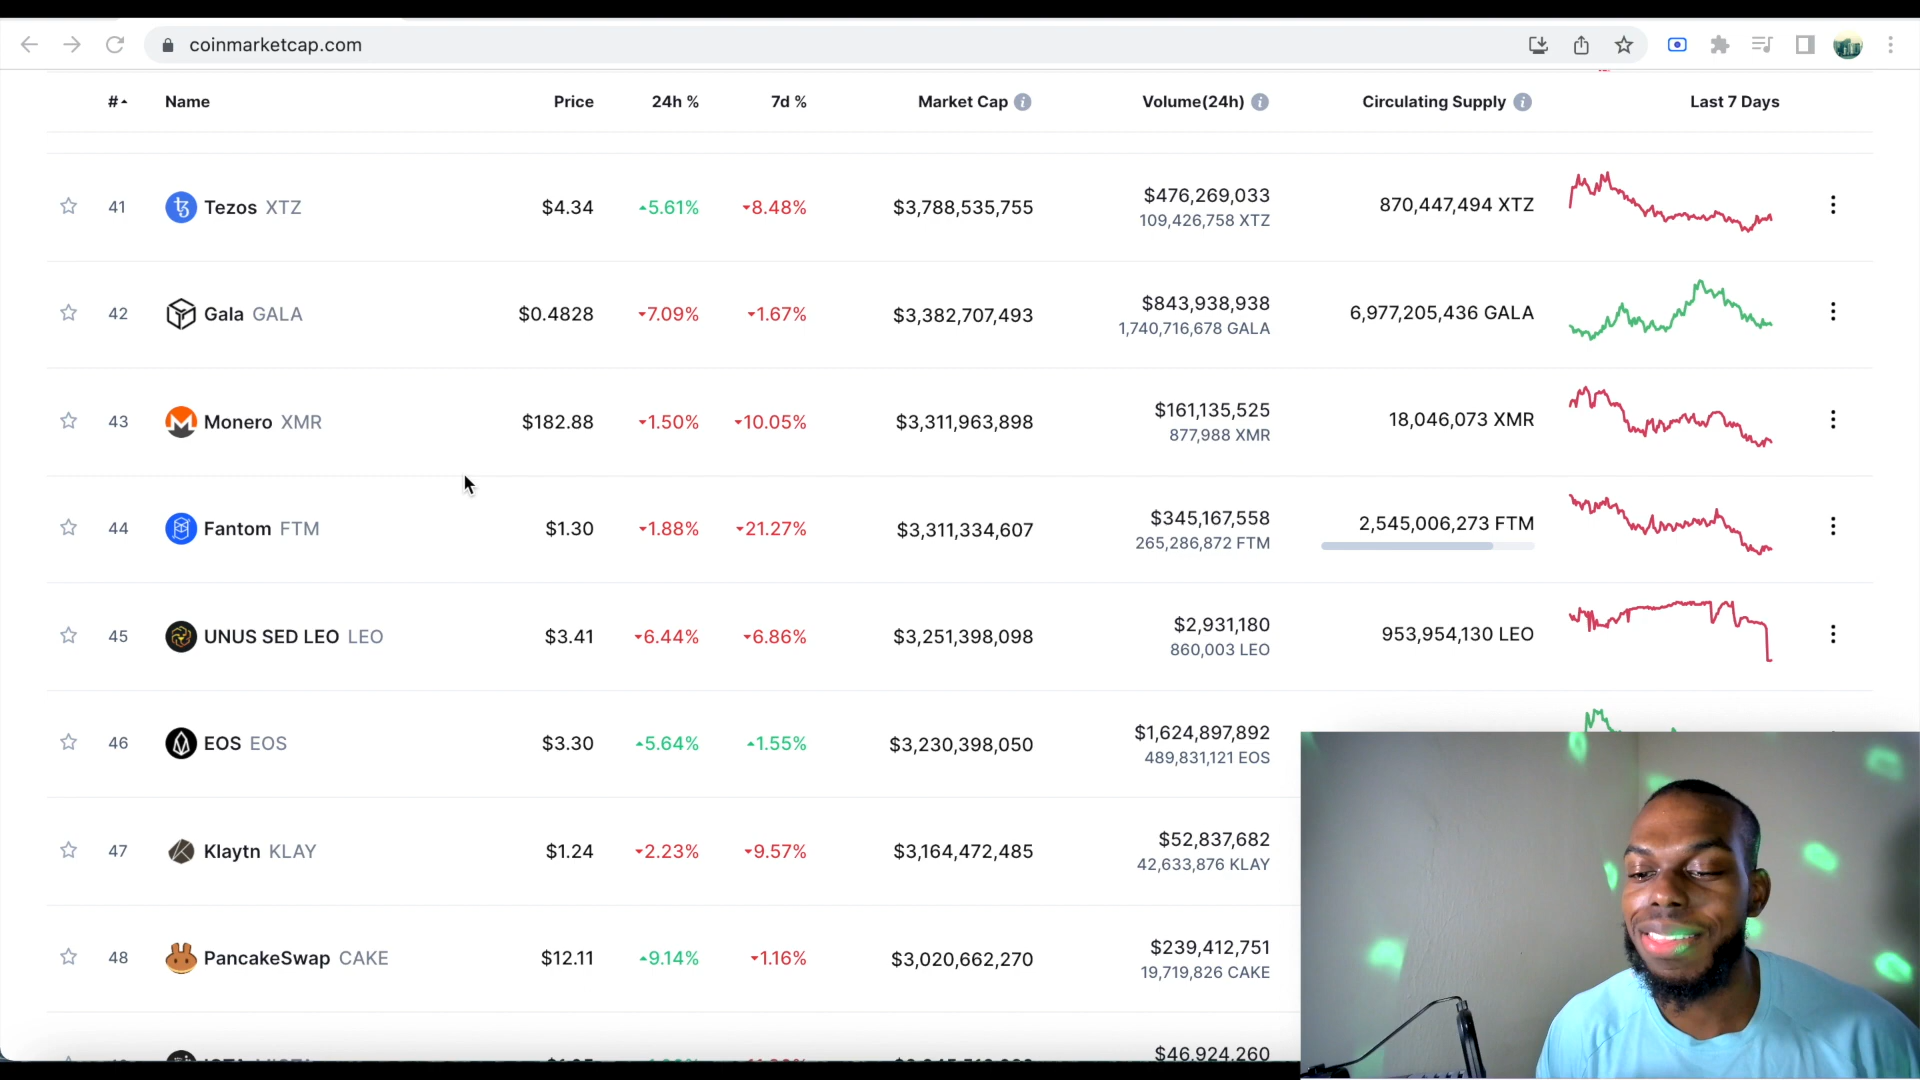 coinmarketcap.com
# Name Price 24h % 7d % Market Cap Volume(24h) Circulating Supply Last 7 Days
41 Tezos XTZ $4.34 5.61% 8.48% $3,788,535,755 $476,269,033 870,447,494 XTZ
109,426,758 XTZ
42 Gala GALA $0.4828 7.09% 1.67% $3,382,707,493 $843,938,938 6,977,205,436 GALA
1,740,716,678 GALA
43 Monero XMR $182.88 1.50% 10.05% $3,311,963,898 $161,135,525 18,046,073 XMR
877,988 XMR
44 Fantom FTM $1.30 1.88% 21.27% $3,311,334,607 $345,167,558 2,545,006,273 FTM
265,286,872 FTM
45 UNUS SED LEO LEO $3.41 6.44% 6.86% $3,251,398,098 $2,931,180 953,954,130 LEO
860,003 LEO
46 EOS EOS $3.30 5.64% 1.55% $3,230,398,050 $1,624,897,892
489,831,121 EOS
47 Klaytn KLAY $1.24 2.23% 9.57% $3,164,472,485 $52,837,682
42,633,876 KLAY
48 PancakeSwap CAKE $12.11 9.14% 1.16% $3,020,662,270 $239,412,751
19,719,826 CAKE
$46,924,260